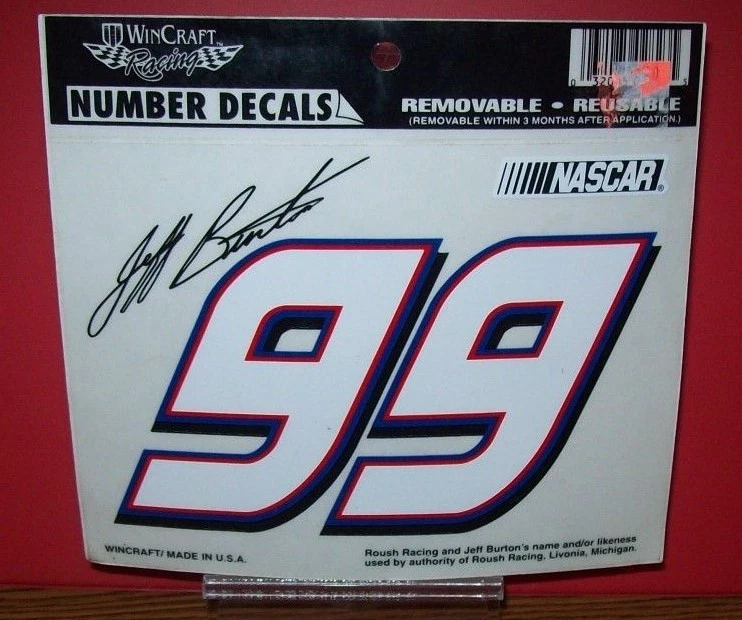 WINCRAFT
Racing
NUMBER DECALS
REMOVABLE • REUSABLE
(REMOVABLE WITHIN 3 MONTHS AFTER APPLICATION.)
NASCAR®
Jeff Burton
99
WINCRAFT/ MADE IN U.S.A.
Roush Racing and Jeff Burton's name and/or likeness
used by authority of Roush Racing, Livonia, Michigan.